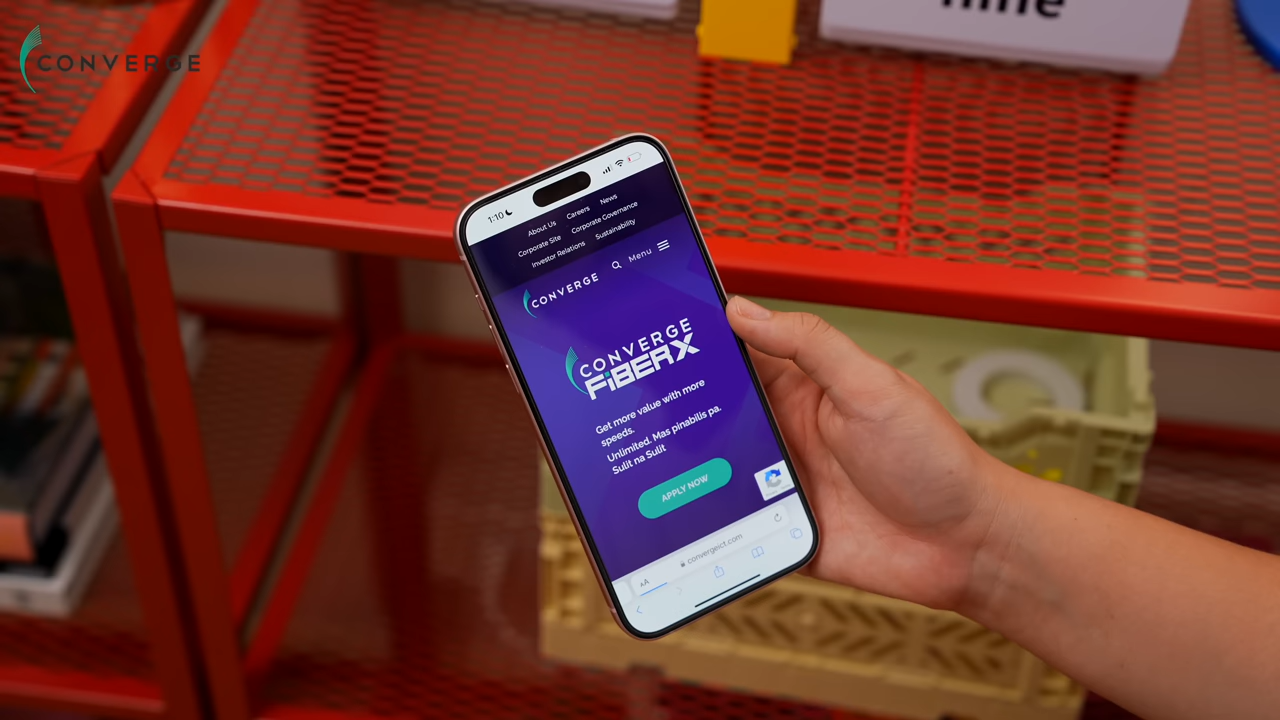 CONVERGE
nine
1:10
About Us Careers News
Corporate Site Corporate Governance
Investor Relations Sustainability
Menu
CONVERGE
CONVERGE
FiBERX
Get more value with more
speeds.
Unlimited. Mas pinabilis pa.
Sulit na Sulit
APPLY NOW
AA convergeict.com